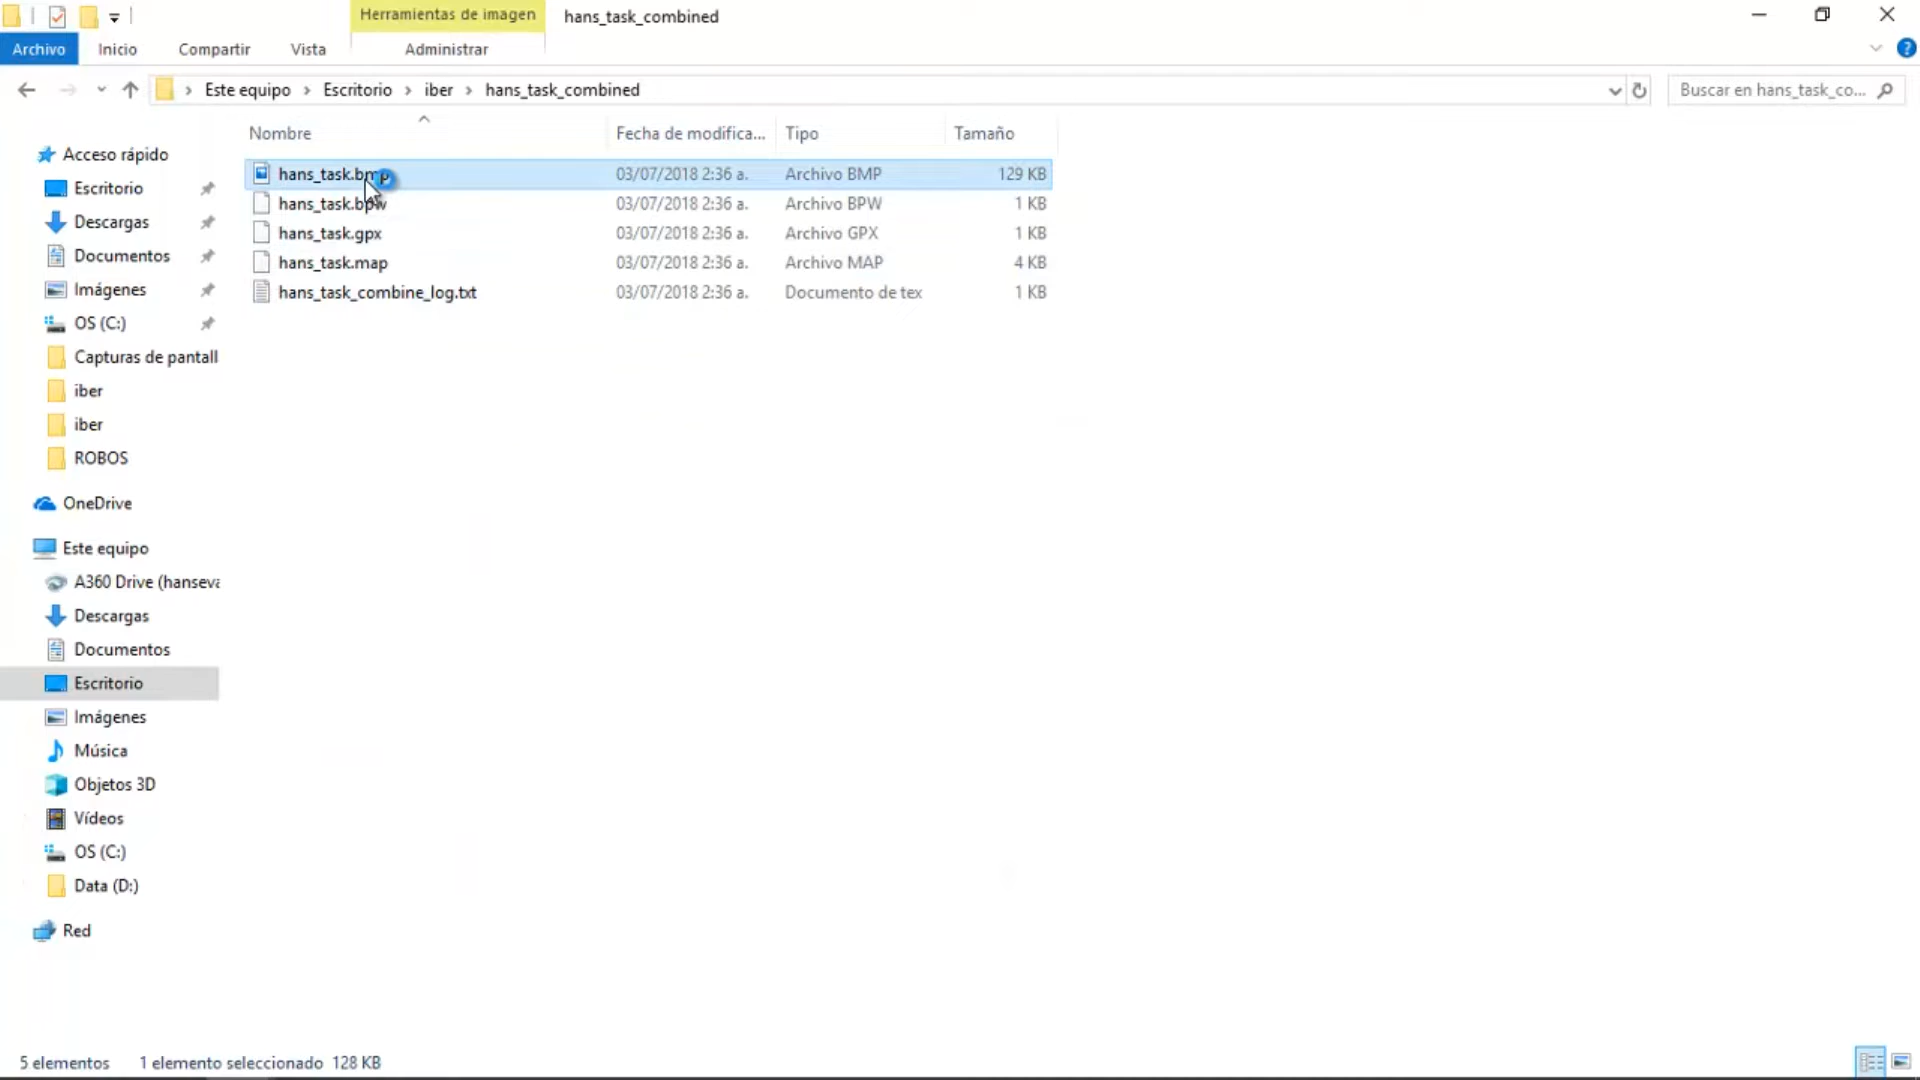 Herramientas de imagen
hans_task_combined
Archivo
Inicio
Compartir
Vista
Administrar
Este equipo > Escritorio > iber > hans_task_combined
Buscar en hans_task_co...
Nombre
Fecha de modifica...
Tipo
Tamaño
hans_task.bmp 03/07/2018 2:36 a. Archivo BMP 129 KB
hans_task.bpw 03/07/2018 2:36 a. Archivo BPW 1 KB
hans_task.gpx 03/07/2018 2:36 a. Archivo GPX 1 KB
hans_task.map 03/07/2018 2:36 a. Archivo MAP 4 KB
hans_task_combine_log.txt 03/07/2018 2:36 a. Documento de tex 1 KB
Acceso rápido
Escritorio
Descargas
Documentos
Imágenes
OS (C:)
Capturas de pantall
iber
iber
ROBOS
OneDrive
Este equipo
A360 Drive (hanseva
Descargas
Documentos
Escritorio
Imágenes
Música
Objetos 3D
Vídeos
OS (C:)
Data (D:)
Red
5 elementos
1 elemento seleccionado 128 KB